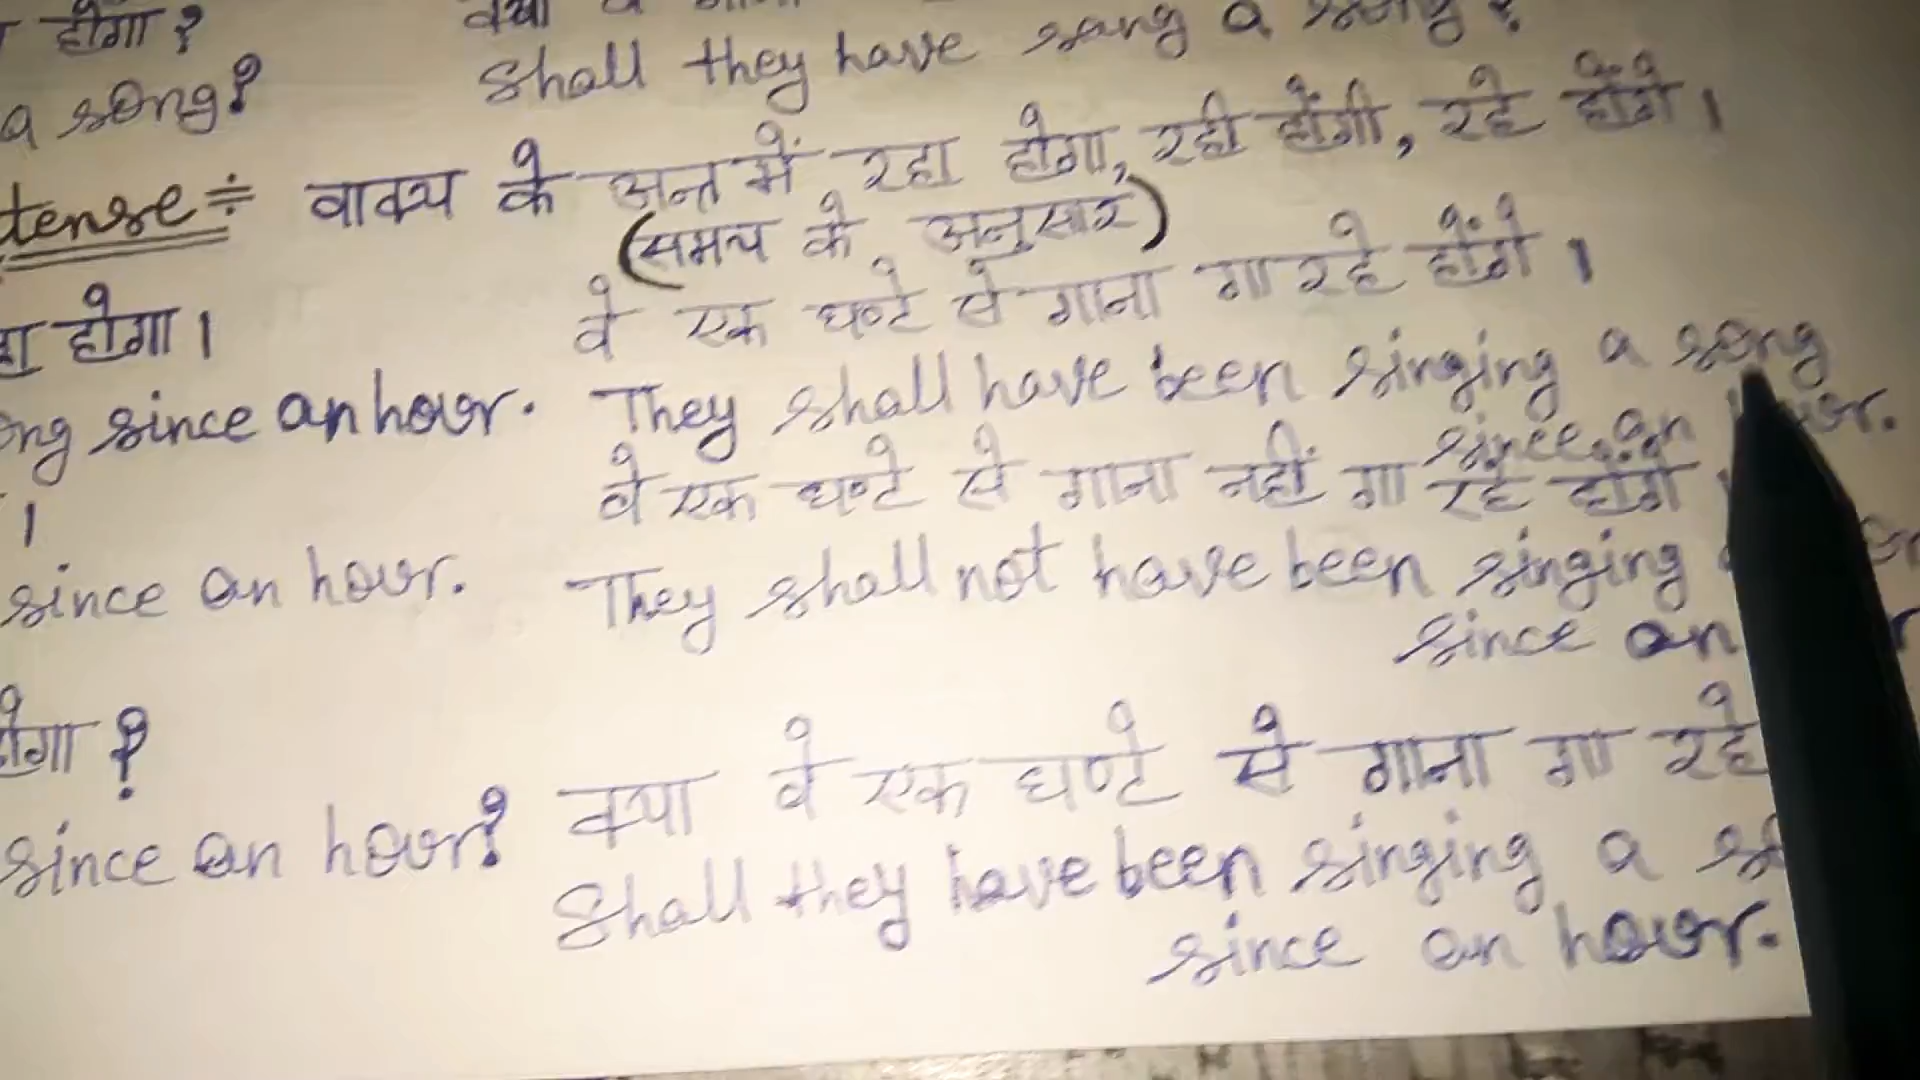 होगा ? क्या वे गाना
a song? Shall they have sang a song?
tense ÷ वाक्य के अन्त में रहा होगा, रही होंगी, रहे होंगे ।
(समय के अनुसार)
होगा । वे एक घण्टे से गाना गा रहे होंगे ।
since an hour. They shall have been singing a song
since an
। वे एक घण्टे से गाना नहीं गा रहे होंगे
since an hour. They shall not have been singing
since an
होगा ? क्या वे एक घण्टे से गाना गा रहे
since an hour? Shall they have been singing a
since an hour.